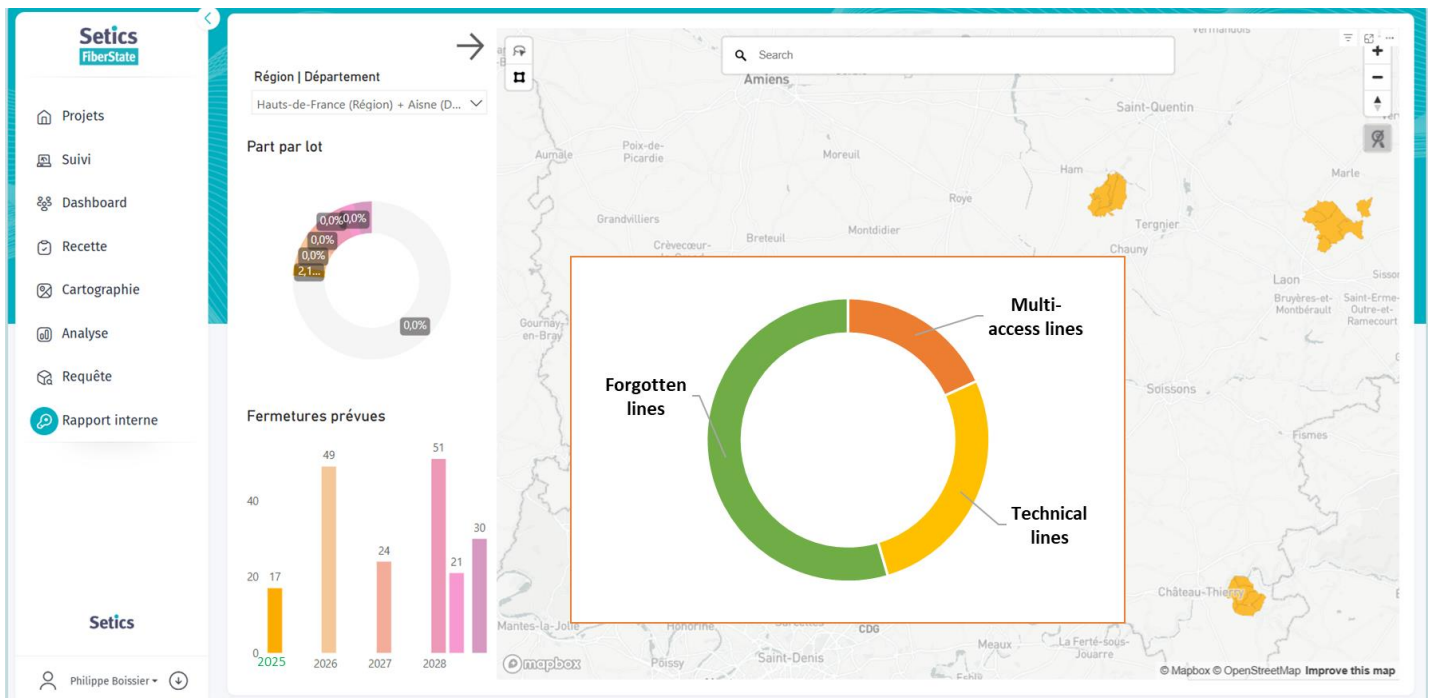 Setics
FiberState
Projets
Suivi
Dashboard
Recette
Cartographie
Analyse
Requête
Rapport interne
Setics
Philippe Boissier
Région | Département
Hauts-de-France (Région) + Aisne (D...
Part par lot
0,0%
0,0%
0,0%
0,0%
2,1...
0,0%
Fermetures prévues
40
20
0
17
49
24
51
21
30
2025
2026
2027
2028
Search
Vermandois
Amiens
Saint-Quentin
Aumale
Poix-de-
Picardie
Moreuil
Ham
Marle
Roye
Grandvilliers
Tergnier
Crèvecœur-
Breteuil
Montdidier
Chauny
Laon
Bruyères-et-
Montbérault
Saint-Erme-
Outre-et-
Ramecourt
Gournay-
en-Bray
Soissons
Fismes
Château-Thierry
Multi-
access lines
Forgotten
lines
Technical
lines
Mantes-la-Jolie
CDG
Meaux
La Ferté-sous-
Jouarre
mapbox
Poissy
Saint-Denis
© Mapbox © OpenStreetMap Improve this map